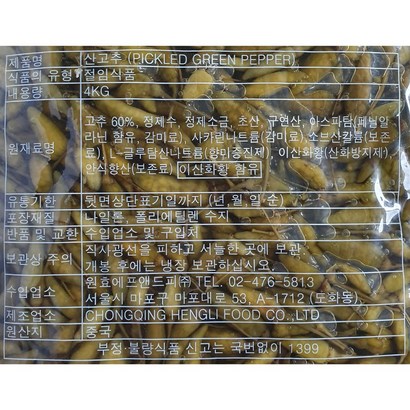 제품명 산고추 (PICKLED GREEN PEPPER)
식품의 유형 절임식품
내용량 4KG
원재료명 고추 60%, 정제수, 정제소금, 초산, 구연산, 아스파탐(페닐알
라닌 함유, 감미료), 사카린나트륨(감미료) 소브산칼륨(보존
료), L-글루탐산나트륨(향미증진제), 이산화황(산화방지제),
안식향산(보존료) 이산화황 함유
유통기한 뒷면상단표기일까지 (년 월 일순)
포장재질 나일론, 폴리에틸렌 수지
반품 및 교환 수입업소 및 구입처
보관상 주의 직사광선을 피하고 서늘한 곳에 보관
개봉 후에는 냉장 보관하십시오.
수입업소 원효에프앤드피㈜ TEL. 02-476-5813
서울시 마포구 마포대로 53, A-1712 (도화동)
제조업소 CHONGQING HENGLI FOOD CO.,LTD
원산지 중국
부정·불량식품 신고는 국번없이 1399